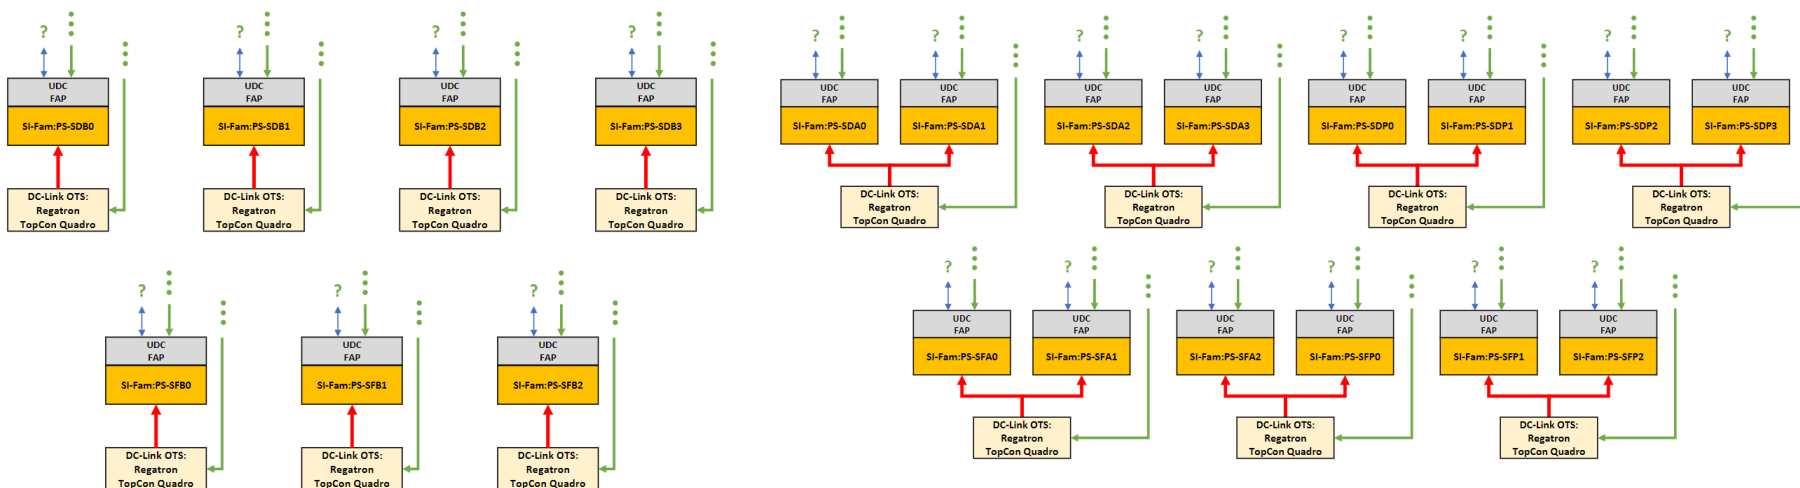 ?
UDC
FAP
SI-Fam:PS-SDB0
DC-Link OTS:
Regatron
TopCon Quadro
?
UDC
FAP
SI-Fam:PS-SDB1
DC-Link OTS:
Regatron
TopCon Quadro
?
UDC
FAP
SI-Fam:PS-SDB2
DC-Link OTS:
Regatron
TopCon Quadro
?
UDC
FAP
SI-Fam:PS-SDB3
DC-Link OTS:
Regatron
TopCon Quadro
?
UDC
FAP
SI-Fam:PS-SDA0
?
UDC
FAP
SI-Fam:PS-SDA1
DC-Link OTS:
Regatron
TopCon Quadro
?
UDC
FAP
SI-Fam:PS-SDA2
?
UDC
FAP
SI-Fam:PS-SDA3
DC-Link OTS:
Regatron
TopCon Quadro
?
UDC
FAP
SI-Fam:PS-SDP0
?
UDC
FAP
SI-Fam:PS-SDP1
DC-Link OTS:
Regatron
TopCon Quadro
?
UDC
FAP
SI-Fam:PS-SDP2
?
UDC
FAP
SI-Fam:PS-SDP3
DC-Link OTS:
Regatron
TopCon Quadro
?
UDC
FAP
SI-Fam:PS-SFB0
DC-Link OTS:
Regatron
TopCon Quadro
?
UDC
FAP
SI-Fam:PS-SFB1
DC-Link OTS:
Regatron
TopCon Quadro
?
UDC
FAP
SI-Fam:PS-SFB2
DC-Link OTS:
Regatron
TopCon Quadro
?
UDC
FAP
SI-Fam:PS-SFA0
?
UDC
FAP
SI-Fam:PS-SFA1
DC-Link OTS:
Regatron
TopCon Quadro
?
UDC
FAP
SI-Fam:PS-SFA2
?
UDC
FAP
SI-Fam:PS-SFP0
DC-Link OTS:
Regatron
TopCon Quadro
?
UDC
FAP
SI-Fam:PS-SFP1
?
UDC
FAP
SI-Fam:PS-SFP2
DC-Link OTS:
Regatron
TopCon Quadro